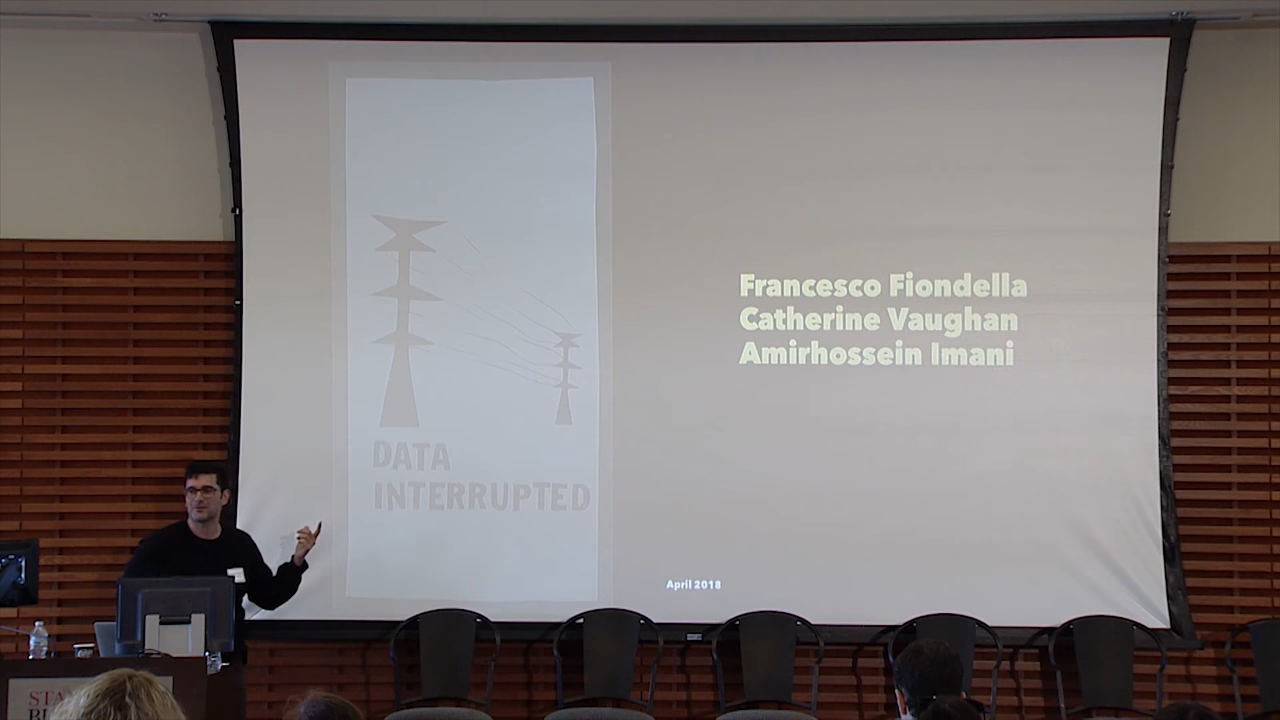 Francesco Fiondella
Catherine Vaughan
Amirhossein Imani
DATA
INTERRUPTED
April 2018